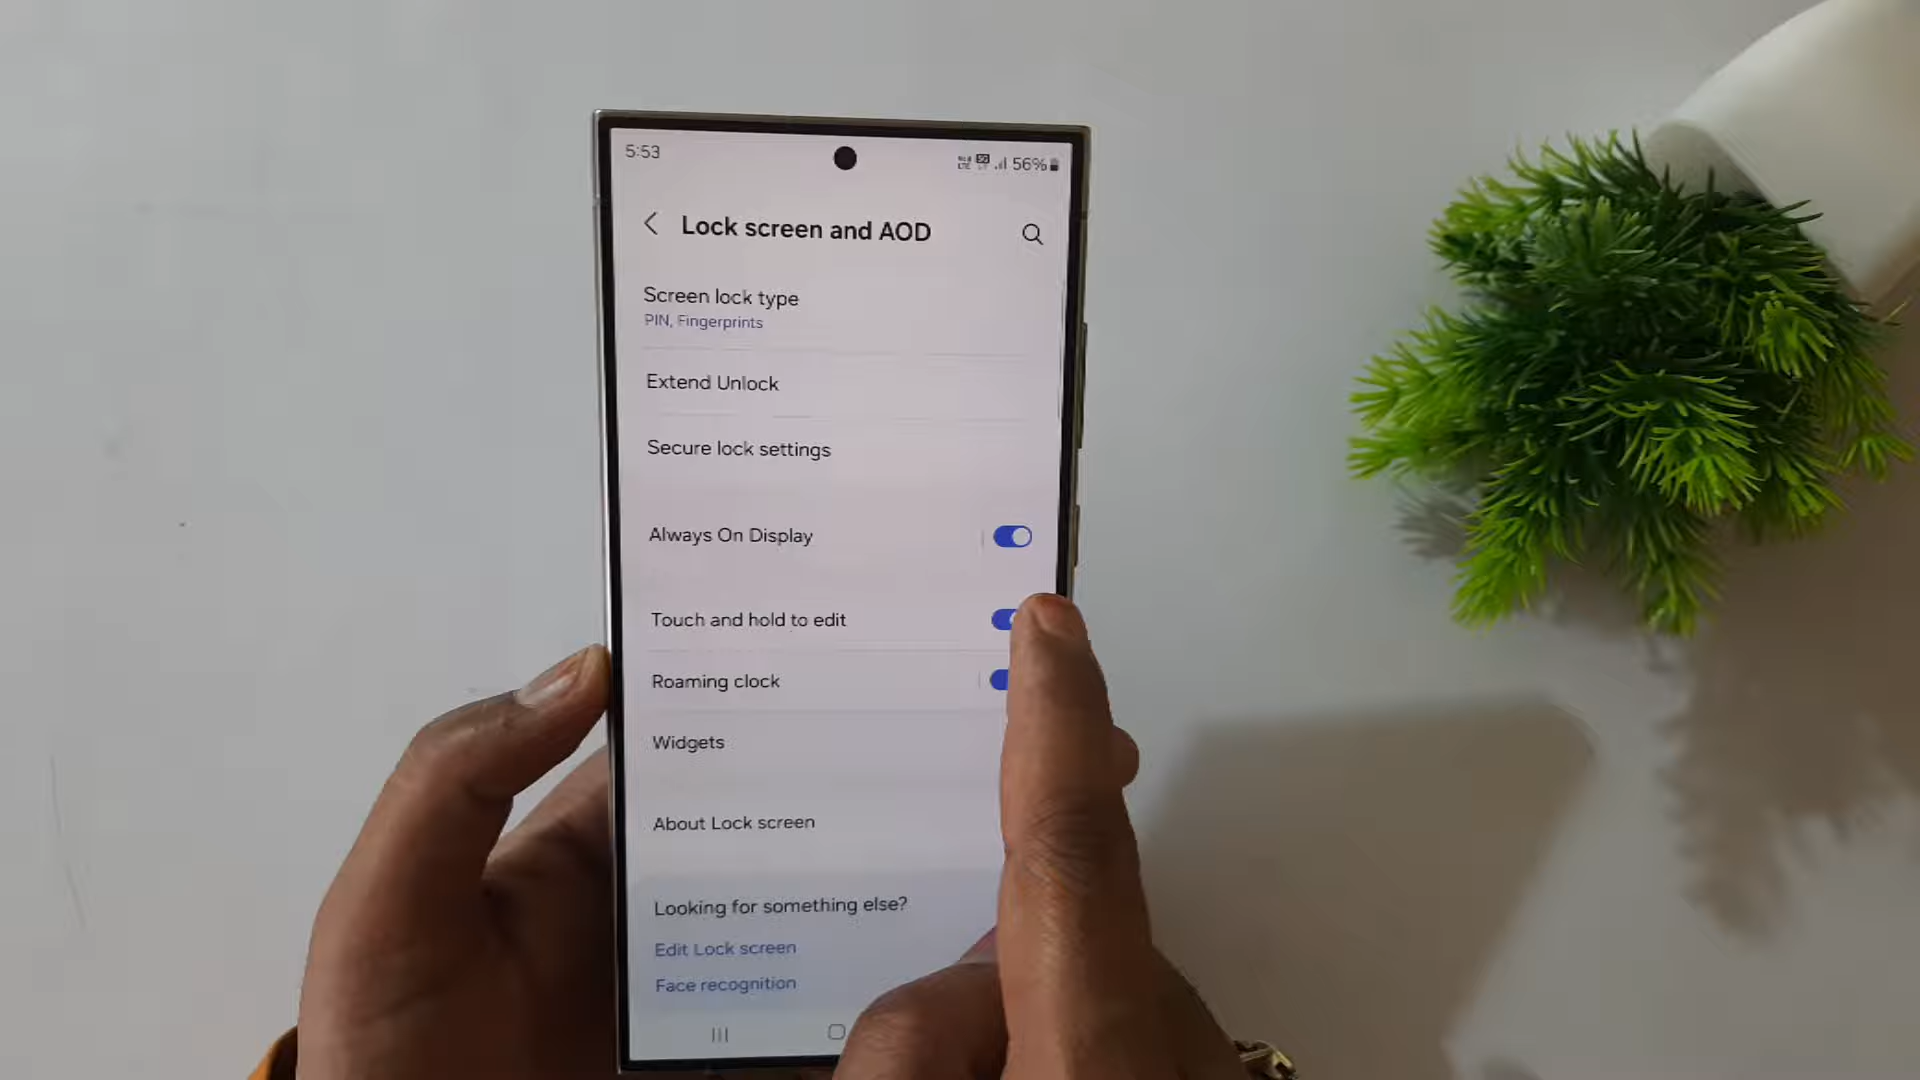 5:53
56%
Lock screen and AOD
Screen lock type
PIN, Fingerprints
Extend Unlock
Secure lock settings
Always On Display
Touch and hold to edit
Roaming clock
Widgets
About Lock screen
Looking for something else?
Edit Lock screen
Face recognition